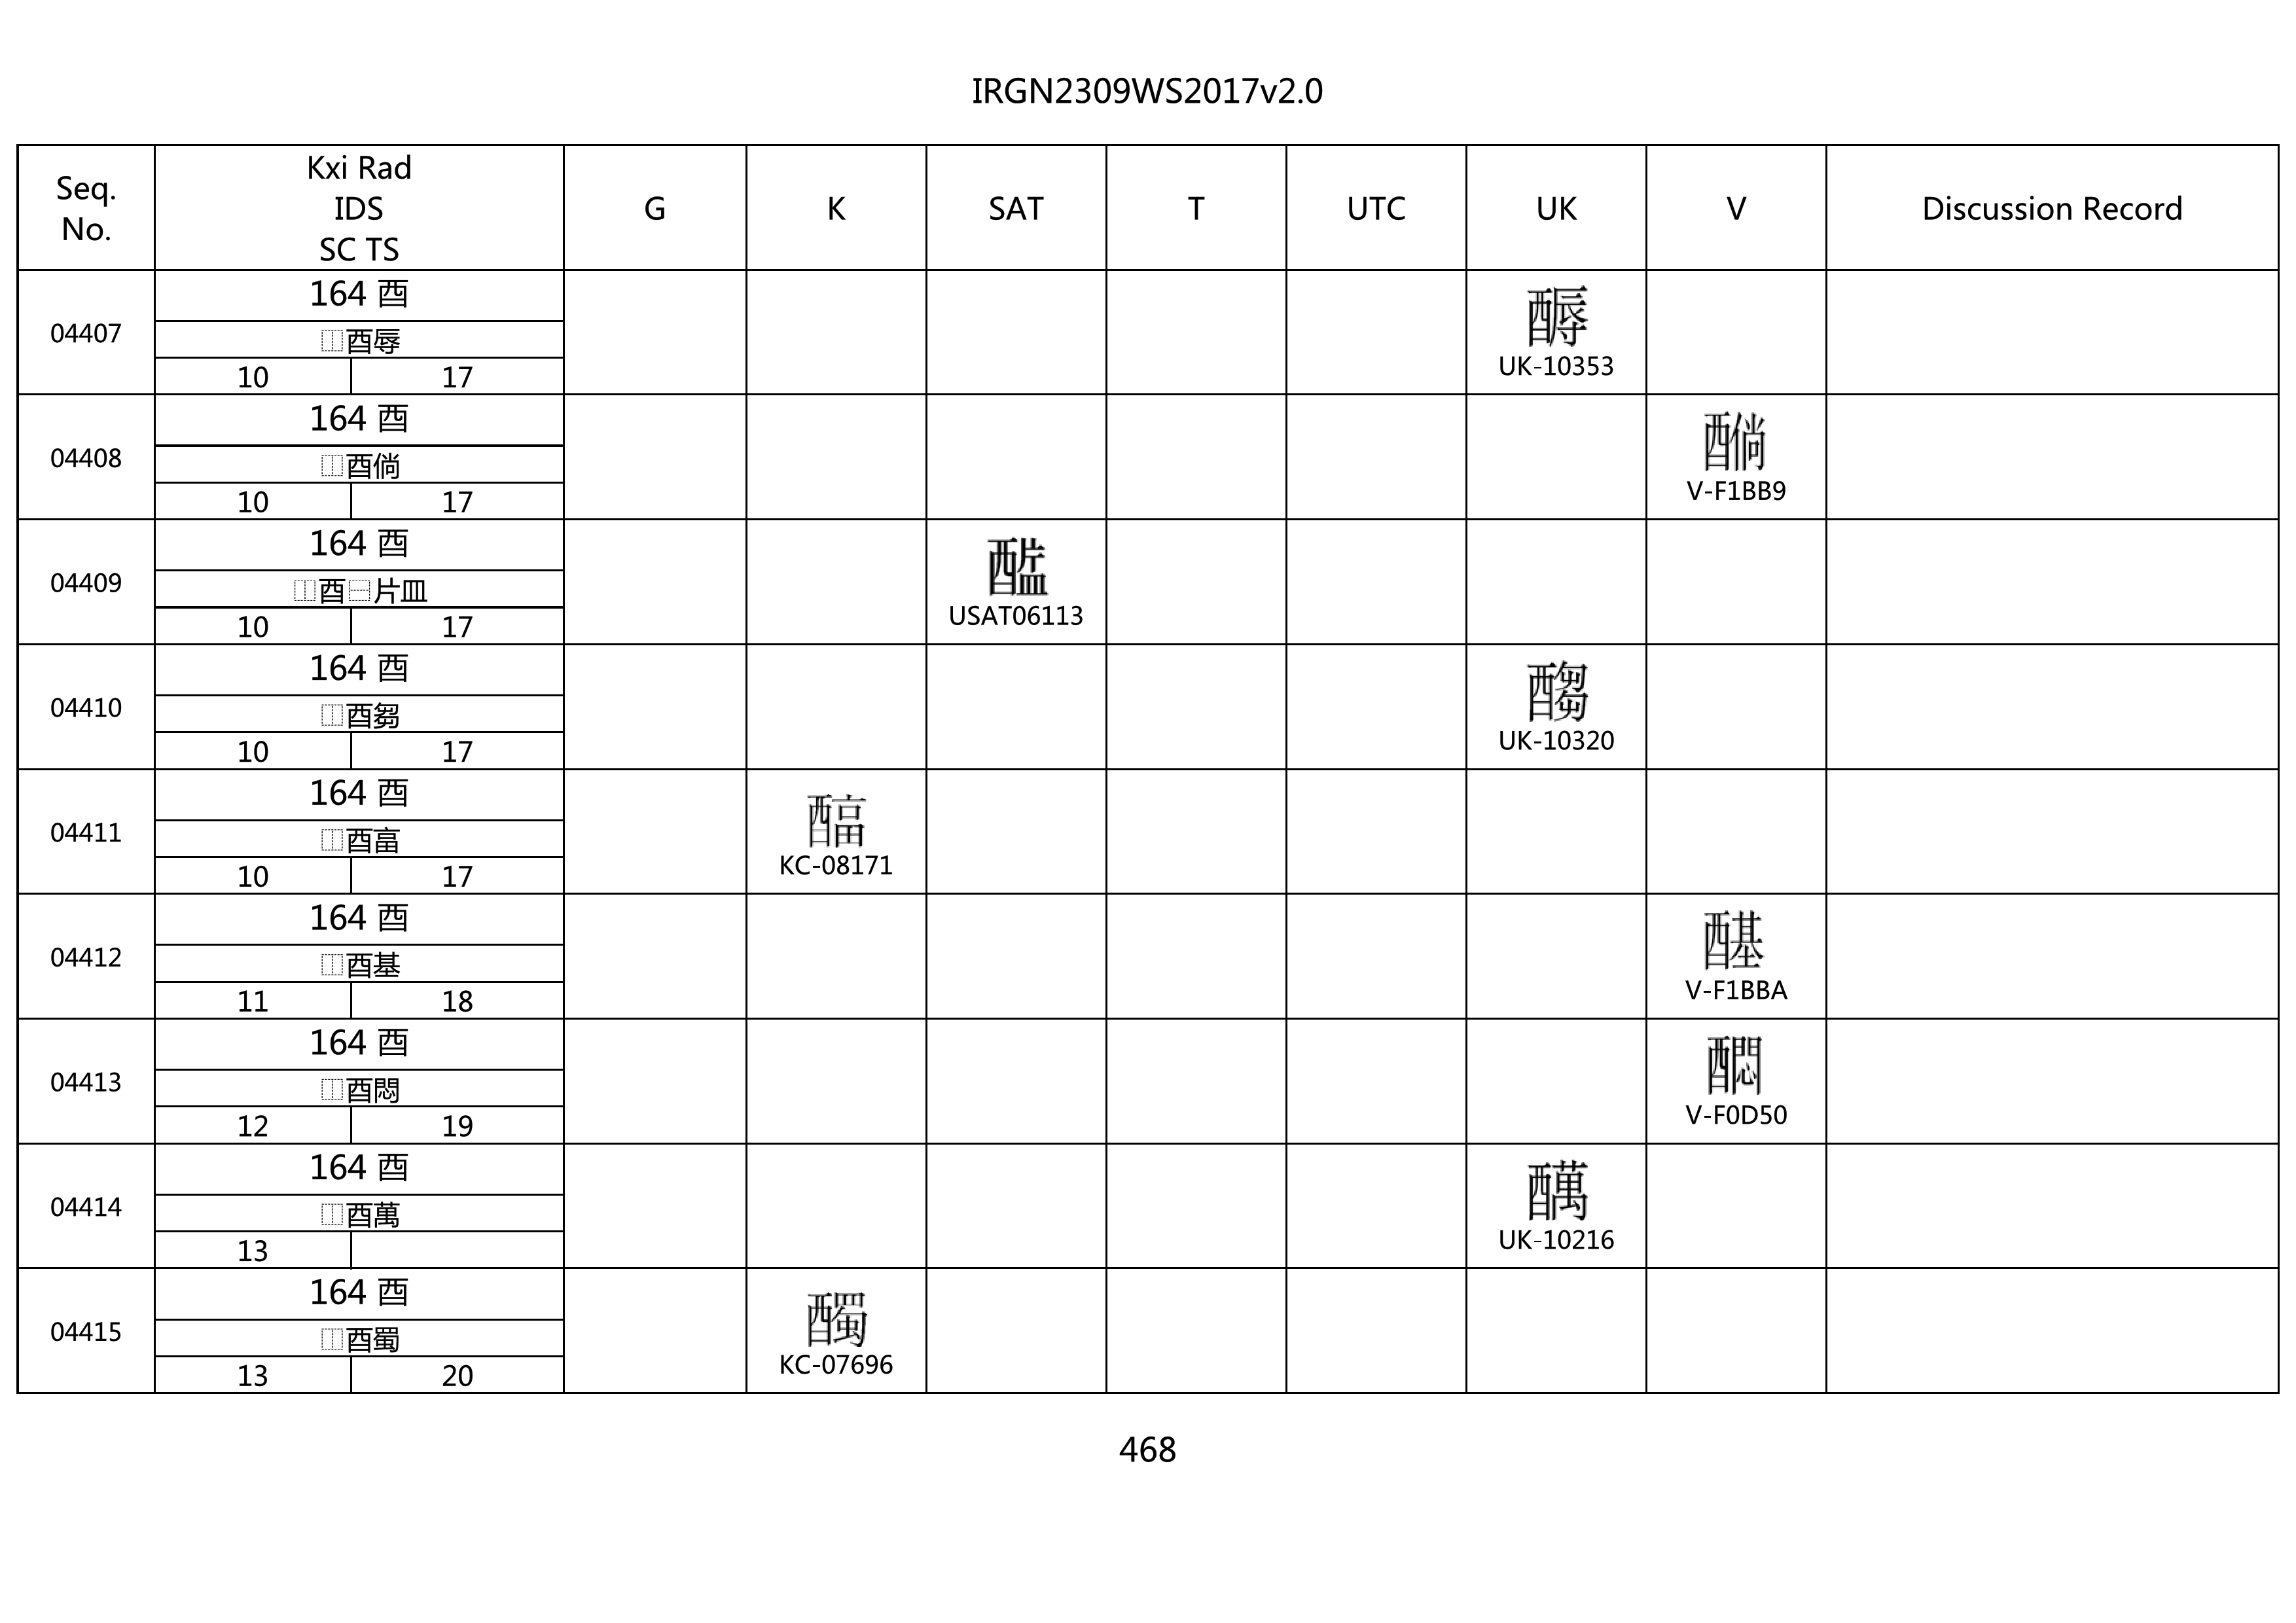 IRGN2309WS2017v2.0
Seq. No.
Kxi Rad
IDS
SC TS
G
K
SAT
T
UTC
UK
V
Discussion Record
04407
164 酉
⿰酉辱
10 17
UK-10353
04408
164 酉
⿰酉倘
10 17
V-F1BB9
04409
164 酉
⿰酉⿱片皿
10 17
USAT06113
04410
164 酉
⿰酉芻
10 17
UK-10320
04411
164 酉
⿰酉畗
10 17
KC-08171
04412
164 酉
⿰酉基
11 18
V-F1BBA
04413
164 酉
⿰酉悶
12 19
V-F0D50
04414
164 酉
⿰酉萬
13
UK-10216
04415
164 酉
⿰酉蜀
13 20
KC-07696
468